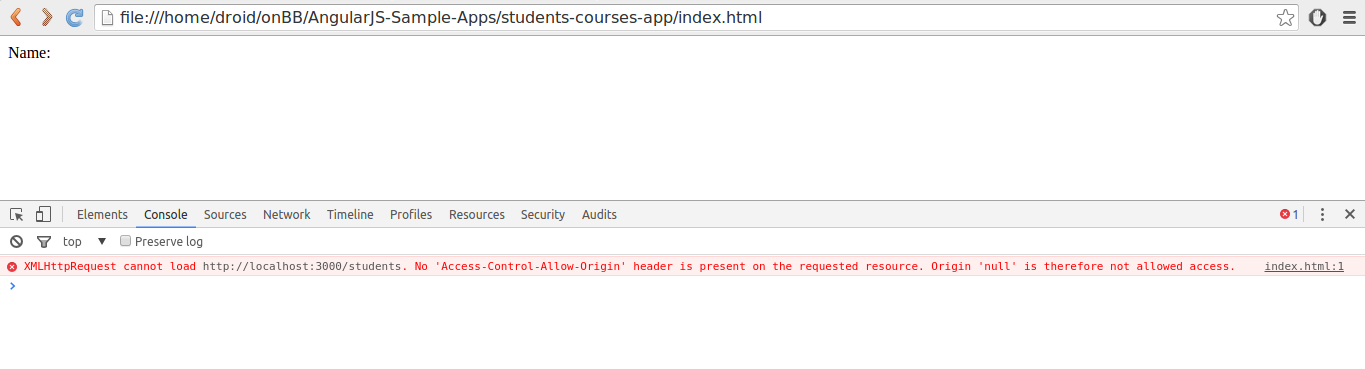 file:///home/droid/onBB/AngularJS-Sample-Apps/students-courses-app/index.html
Name:
Elements Console Sources Network Timeline Profiles Resources Security Audits 1
top Preserve log
XMLHttpRequest cannot load http://localhost:3000/students. No 'Access-Control-Allow-Origin' header is present on the requested resource. Origin 'null' is therefore not allowed access. index.html:1